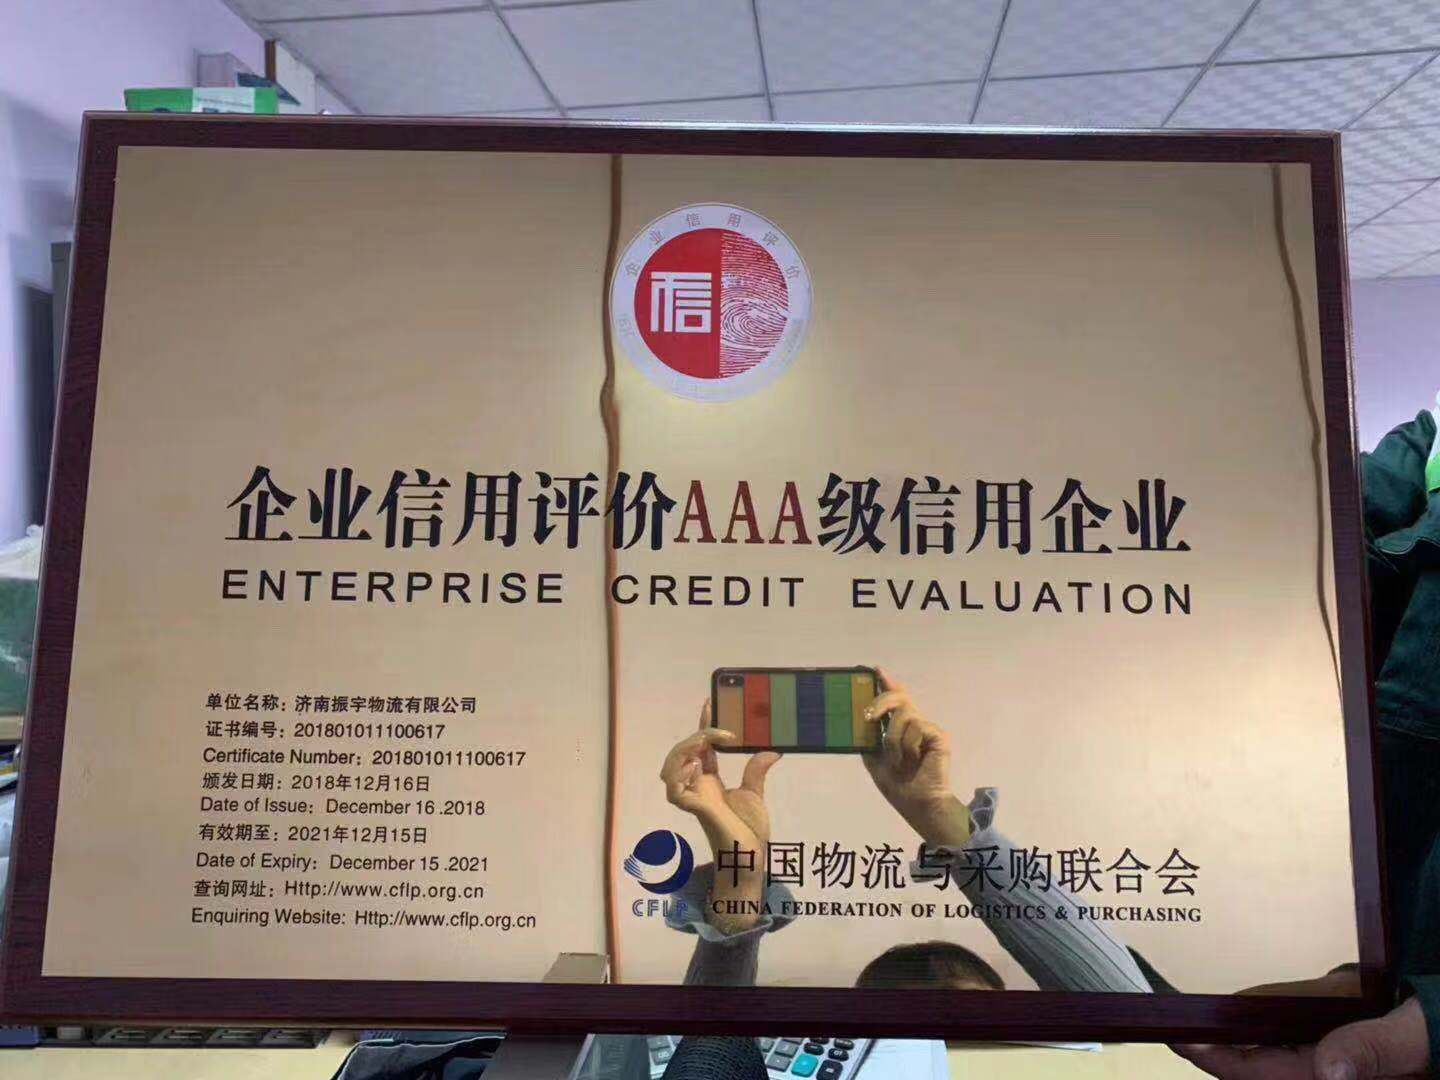 企业信用评价
信
企业信用评价AAA级信用企业
ENTERPRISE CREDIT EVALUATION
单位名称：济南振宇物流有限公司
证书编号：201801011100617
Certificate Number：201801011100617
颁发日期：2018年12月16日
Date of Issue：December 16 .2018
有效期至：2021年12月15日
Date of Expiry：December 15 .2021
查询网址：Http://www.cflp.org.cn
Enquiring Website: Http://www.cflp.org.cn
中国物流与采购联合会
CFLP CHINA FEDERATION OF LOGISTICS & PURCHASING